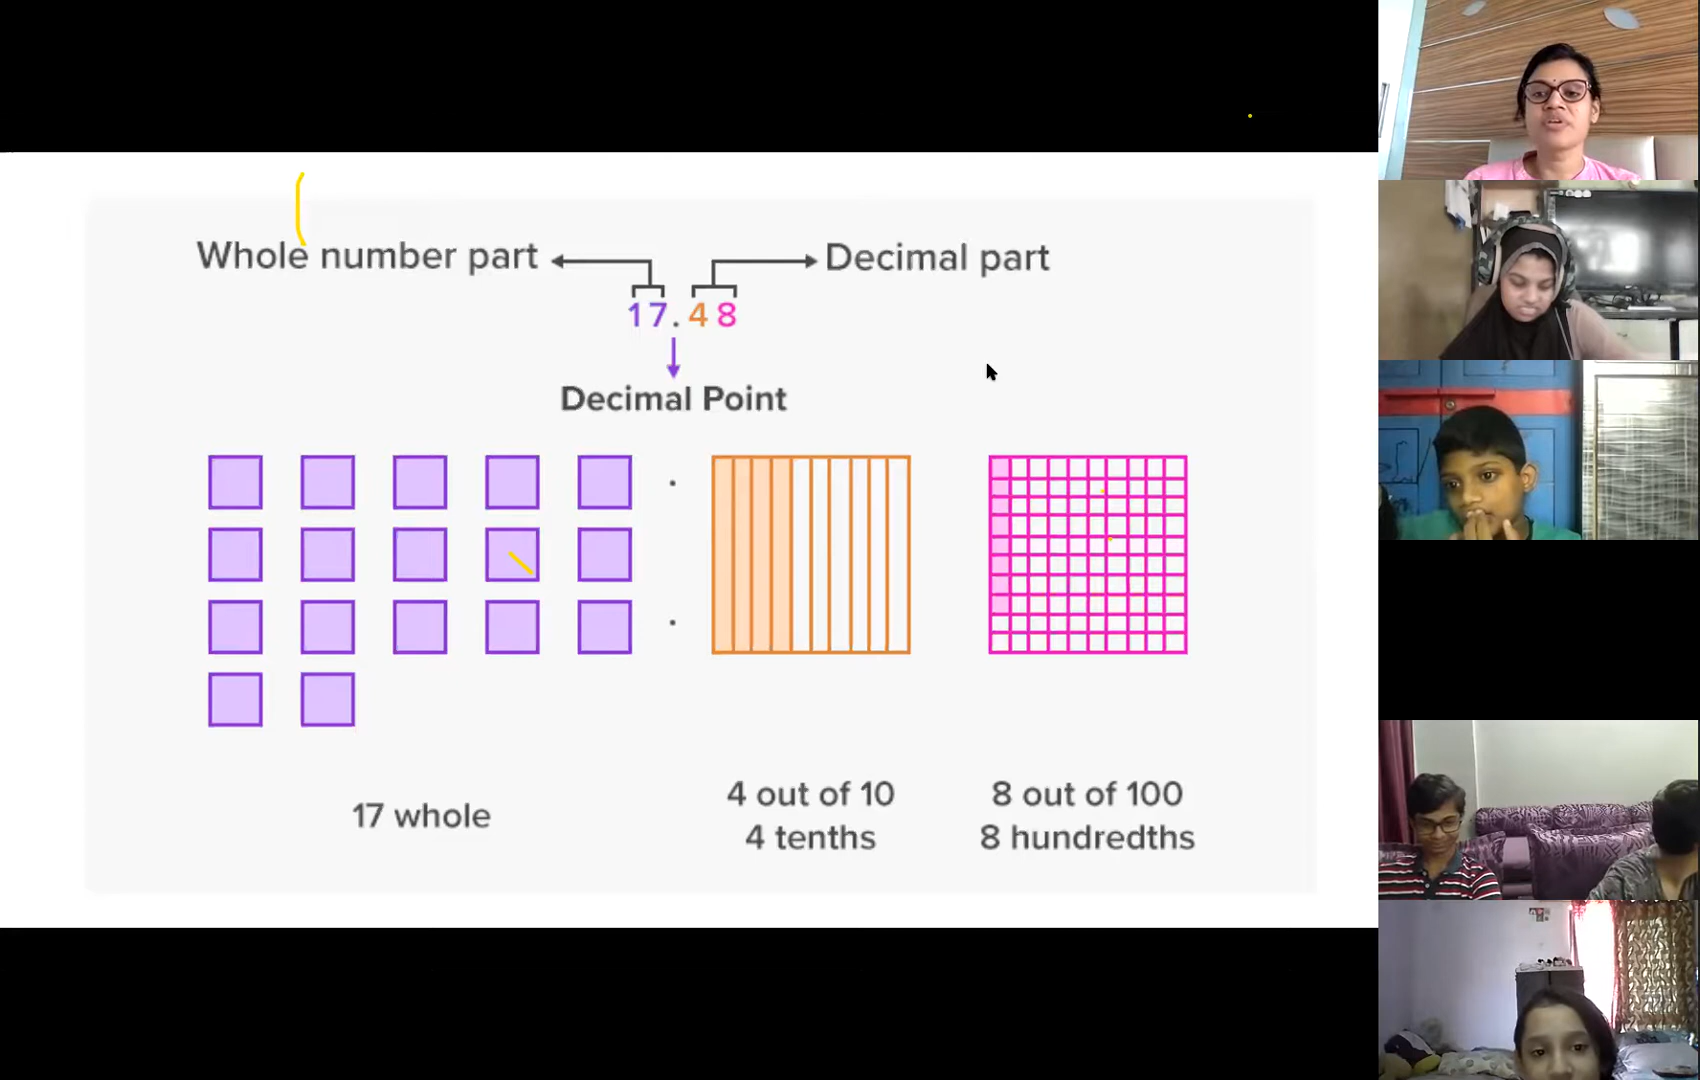 Whole number part
Decimal part
17.48
Decimal Point
17 whole
4 out of 10
4 tenths
8 out of 100
8 hundredths